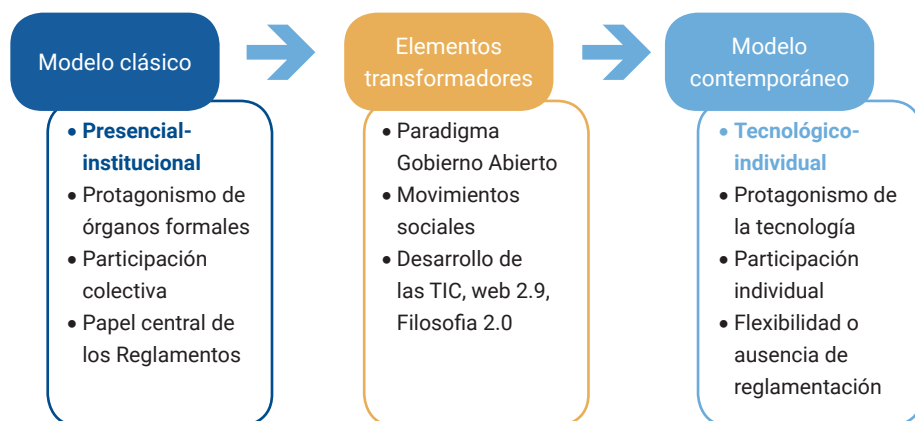 Modelo clásico
• Presencial-
institucional
• Protagonismo de
órganos formales
• Participación
colectiva
• Papel central de
los Reglamentos
Elementos
transformadores
• Paradigma
Gobierno Abierto
• Movimientos
sociales
• Desarrollo de
las TIC, web 2.9,
Filosofia 2.0
Modelo
contemporáneo
• Tecnológico-
individual
• Protagonismo de
la tecnología
• Participación
individual
• Flexibilidad o
ausencia de
reglamentación